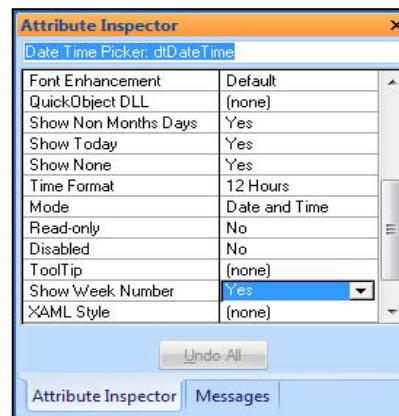 Attribute Inspector
Date Time Picker: dtDateTime
Font Enhancement Default
QuickObject DLL (none)
Show Non Months Days Yes
Show Today Yes
Show None Yes
Time Format 12 Hours
Mode Date and Time
Read-only No
Disabled No
ToolTip (none)
Show Week Number Yes
XAML Style (none)
Undo All
Attribute Inspector Messages